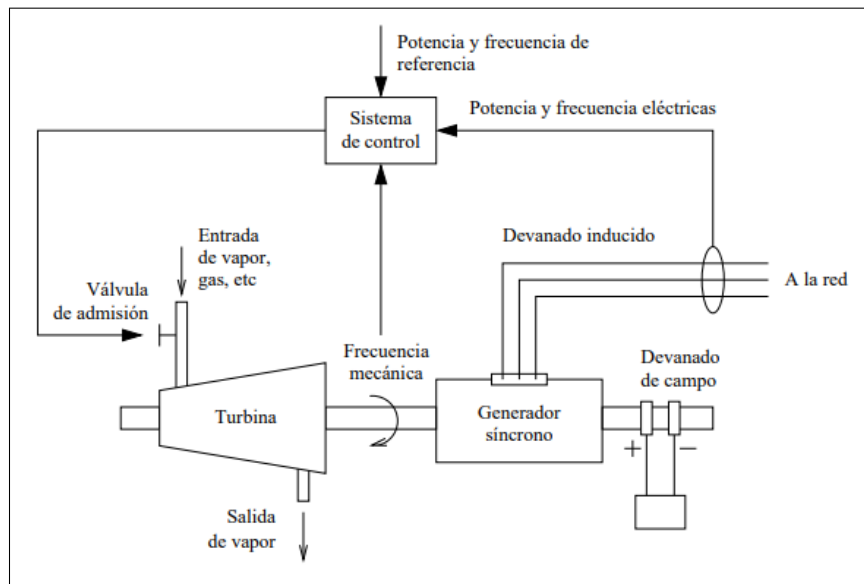 Potencia y frecuencia de
referencia
Sistema
de control
Potencia y frecuencia eléctricas
Entrada
de vapor,
gas, etc
Válvula
de admisión
Devanado inducido
A la red
Frecuencia
mecánica
Devanado
de campo
Turbina
Generador
síncrono
+ −
Salida
de vapor